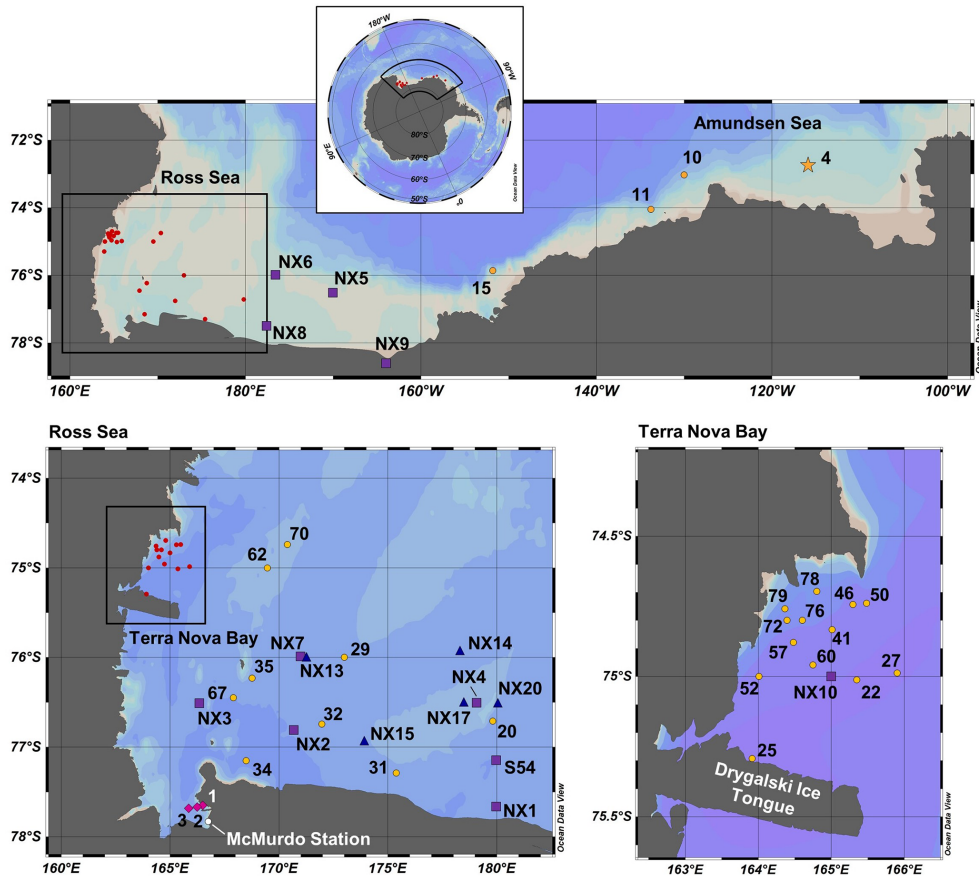 180°W
90°W
80°S
70°S
60°S
50°S
90°E
0°
Ocean Data View
72°S
74°S
76°S
78°S
Amundsen Sea
Ross Sea
10
4
11
15
NX6
NX5
NX8
NX9
160°E
180°E
160°W
140°W
120°W
100°W
Ocean Data View
Ross Sea
74°S
75°S
76°S
77°S
78°S
70
62
Terra Nova Bay
NX7
NX13
29
NX14
35
NX4
NX20
67
NX3
NX17
32
20
NX2
NX15
34
31
S54
NX1
1
3
2
McMurdo Station
160°E
165°E
170°E
175°E
180°E
Ocean Data View
Terra Nova Bay
74.5°S
75°S
75.5°S
78
46
50
79
76
72
41
57
60
27
52
NX10
22
25
Drygalski Ice
Tongue
163°E
164°E
165°E
166°E
Ocean Data View